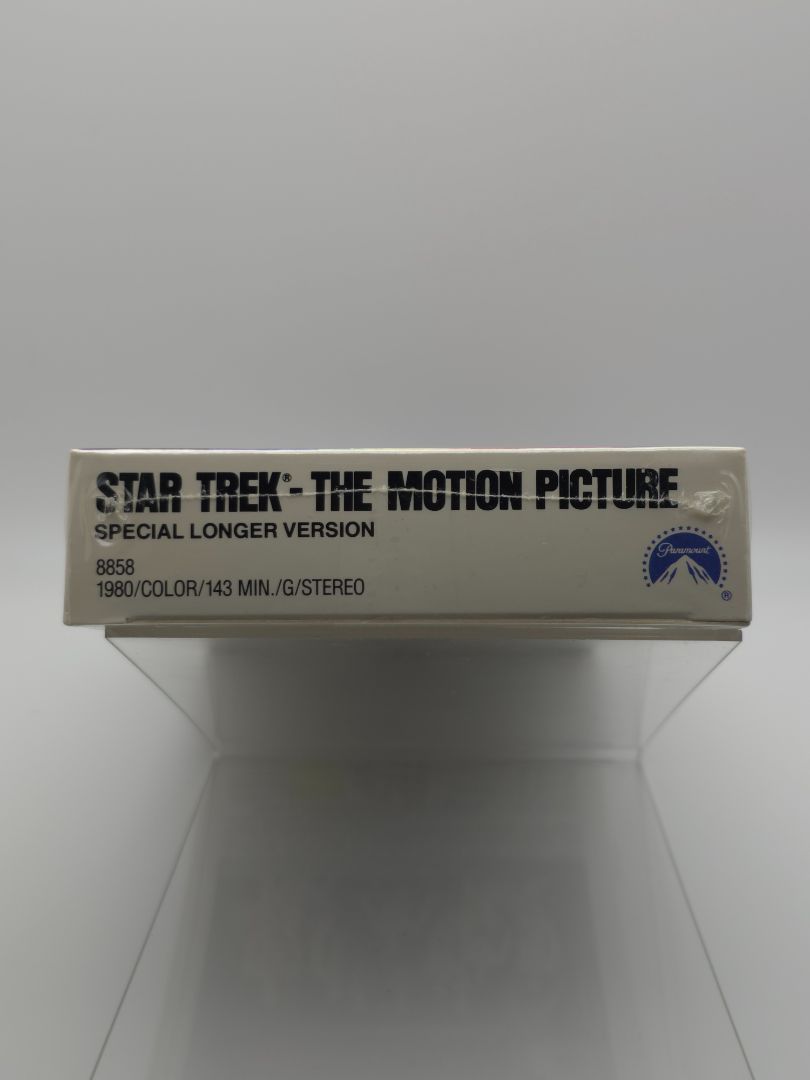 STAR TREK® - THE MOTION PICTURE
SPECIAL LONGER VERSION
8858
1980/COLOR/143 MIN./G/STEREO
Paramount
®